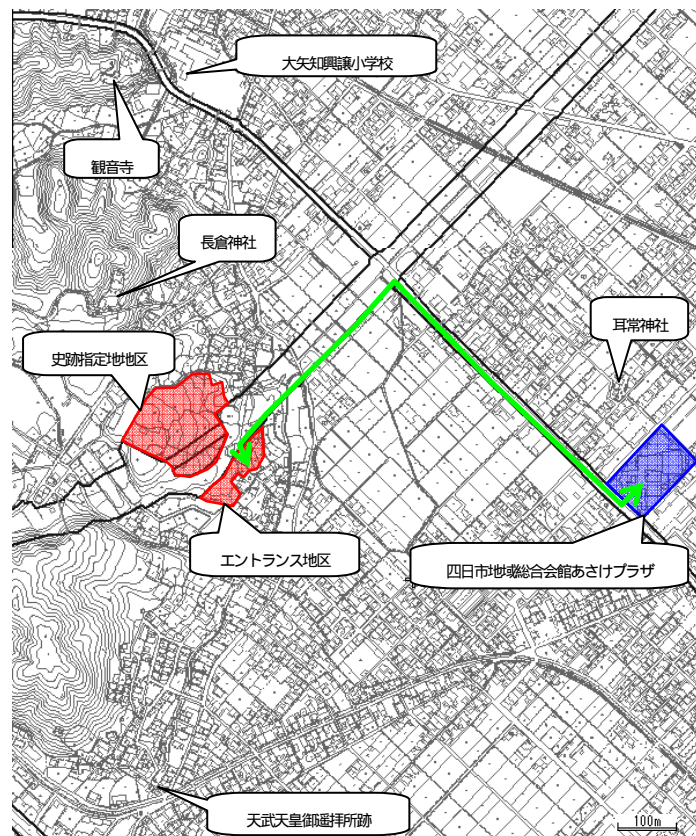 大矢知興譲小学校
観音寺
長倉神社
耳常神社
史跡指定地地区
エントランス地区
四日市地域総合会館あさけプラザ
天武天皇御遥拝所跡
100m